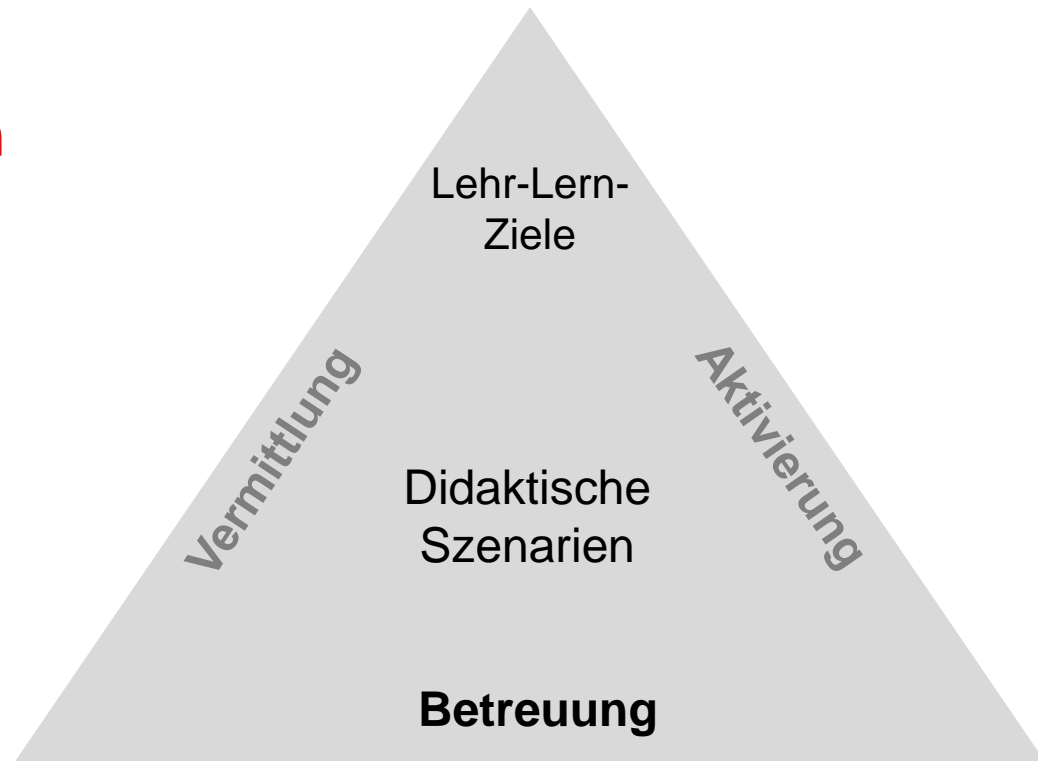 Lehr-Lern-
Ziele
Vermittlung
Aktivierung
Didaktische
Szenarien
Betreuung